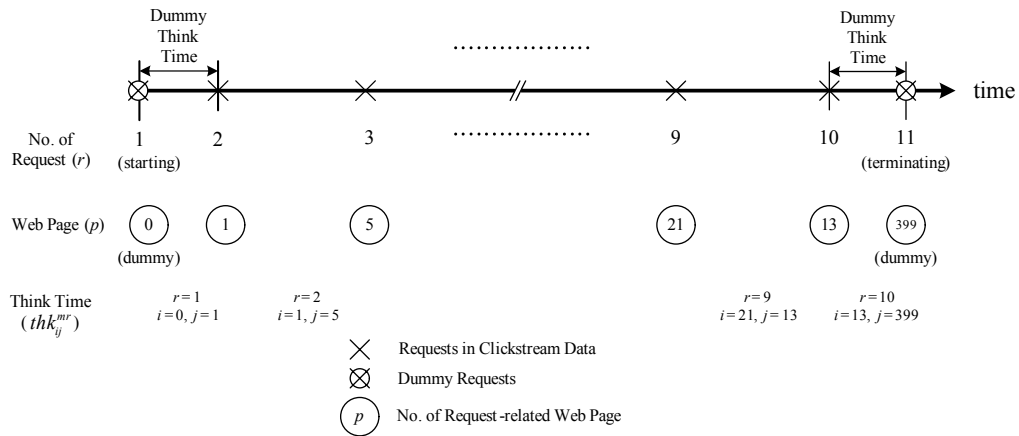 Dummy
Think
Time
Dummy
Think
Time
time
No. of
Request (r)
1 2 3 9 10 11
(starting) (terminating)
Web Page (p) 0 1 5 21 13 399
(dummy) (dummy)
Think Time
(thk_{ij}^{mr})
r=1 r=2 r=9 r=10
i=0, j=1 i=1, j=5 i=21, j=13 i=13, j=399
Requests in Clickstream Data
Dummy Requests
p No. of Request-related Web Page